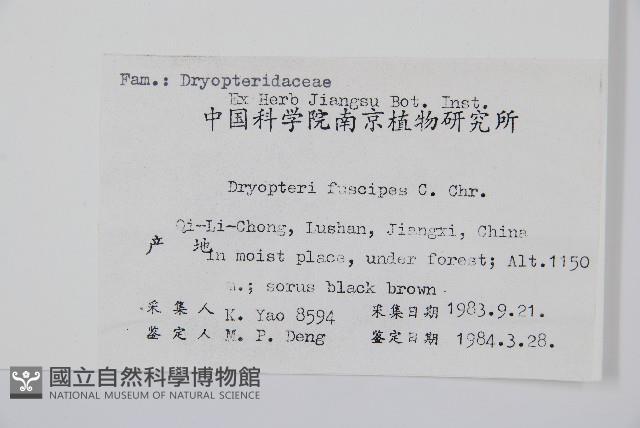 Fam.: Dryopteridaceae
Ex Herb Jiangsu Bot. Inst.
中国科学院南京植物研究所
Dryopteri fuscipes C. Chr.
Qi-Li-Chong, Lushan, Jiangxi, China
产地 In moist place, under forest; Alt.1150
m.; sorus black brown.
采集人 K. Yao 8594 采集日期 1983.9.21.
鉴定人 M. P. Deng 鉴定日期 1984.3.28.
國立自然科學博物館
NATIONAL MUSEUM OF NATURAL SCIENCE